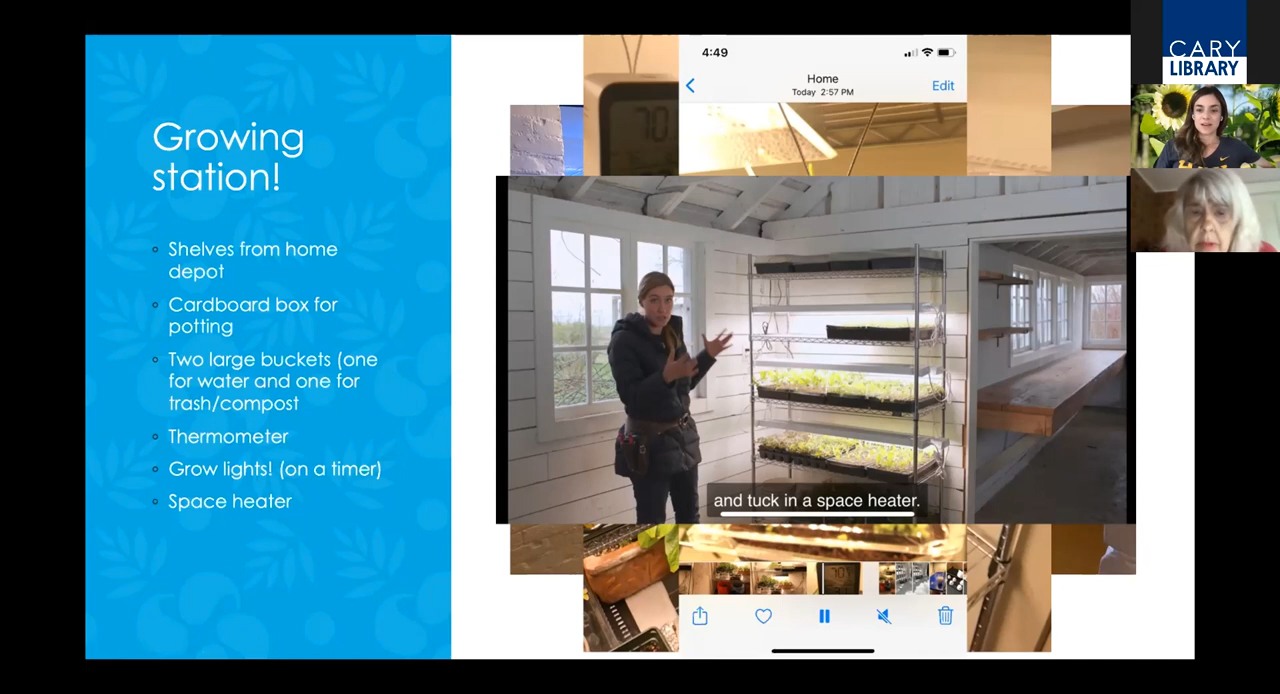 Growing
station!
Shelves from home
depot
Cardboard box for
potting
Two large buckets (one
for water and one for
trash/compost
Thermometer
Grow lights! (on a timer)
Space heater
4:49
Home
Today 2:57 PM
Edit
70
and tuck in a space heater.
CARY
LIBRARY